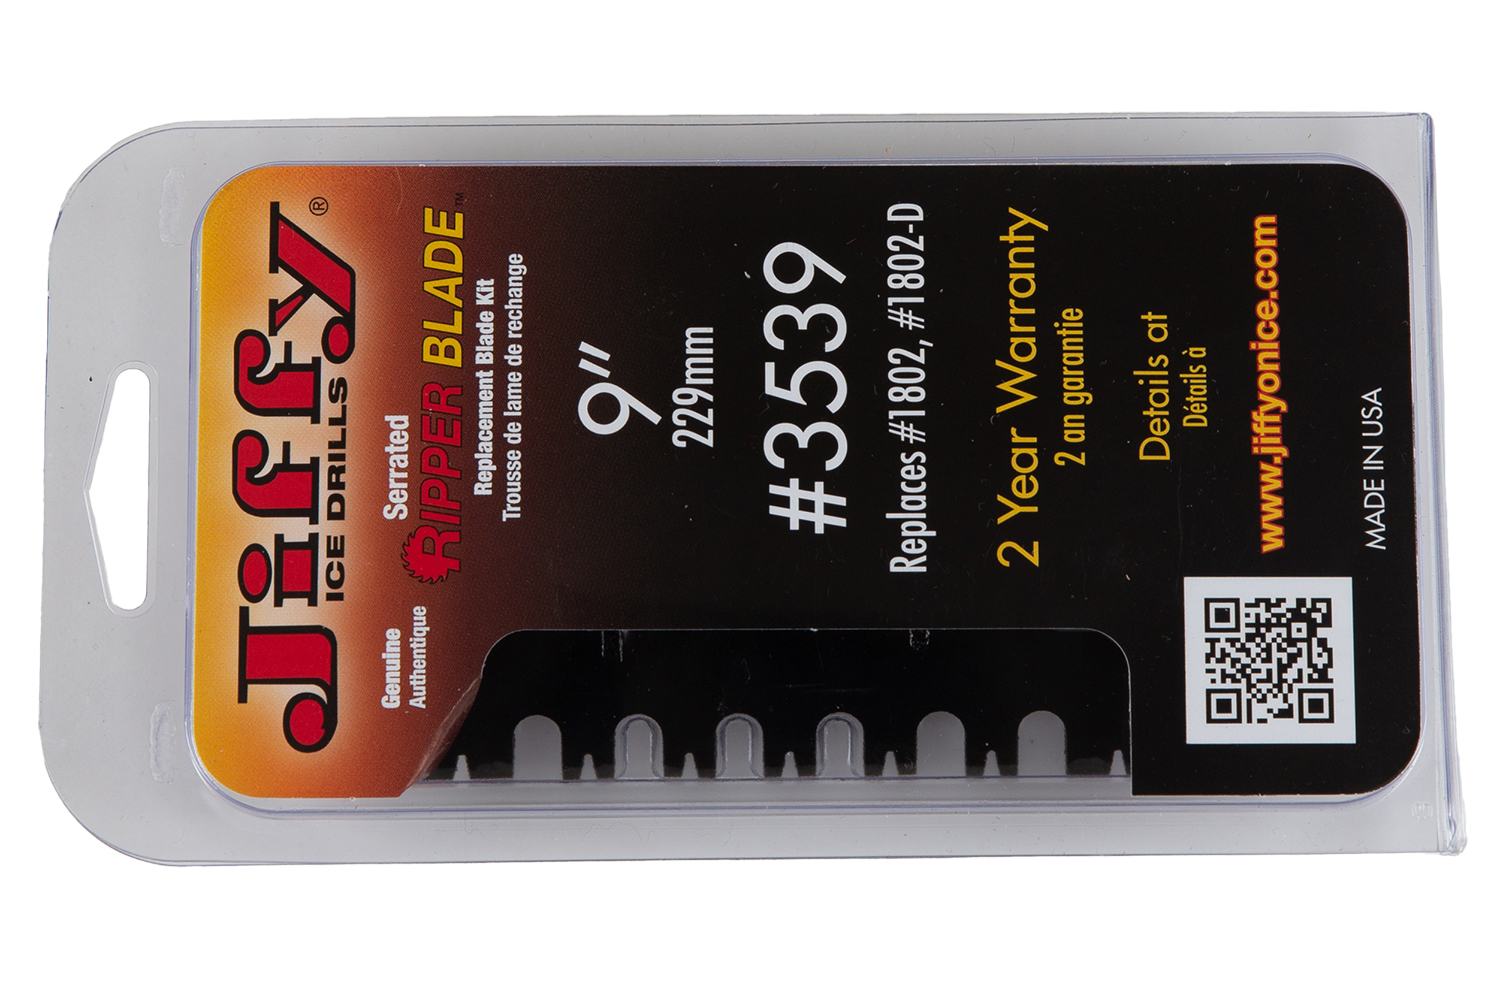 Jiffy®
ICE DRILLS
Genuine
Authentique
Serrated
RIPPER BLADE™
Replacement Blade Kit
Trousse de lame de rechange
9"
229mm
#3539
Replaces #1802, #1802-D
2 Year Warranty
2 an garantie
Details at
Détails à
www.jiffyonice.com
MADE IN USA